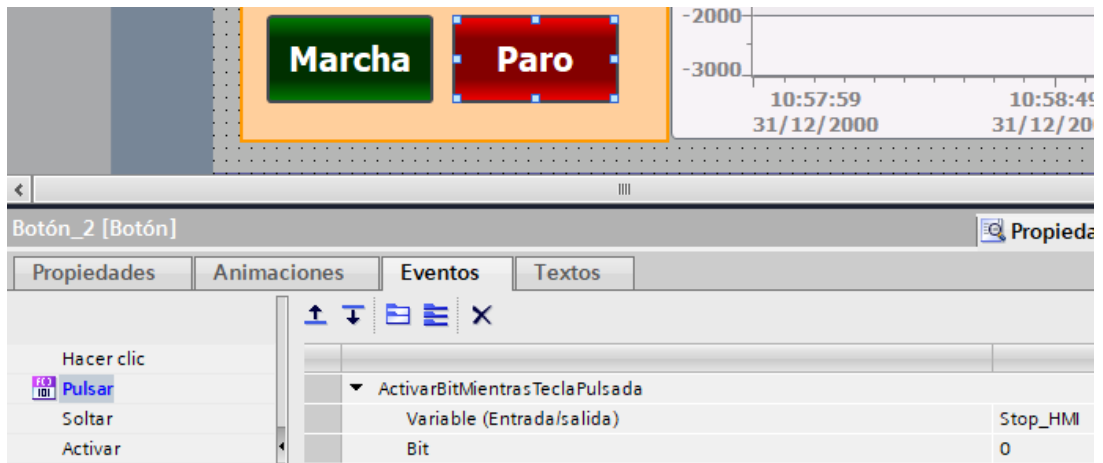 -2000
Marcha Paro
-3000
10:57:59 10:58:49
31/12/2000 31/12/20
Botón_2 [Botón] Propieda
Propiedades Animaciones Eventos Textos
Hacer clic
Pulsar ActivarBitMientrasTeclaPulsada
Soltar Variable (Entrada/salida) Stop_HMI
Activar Bit 0